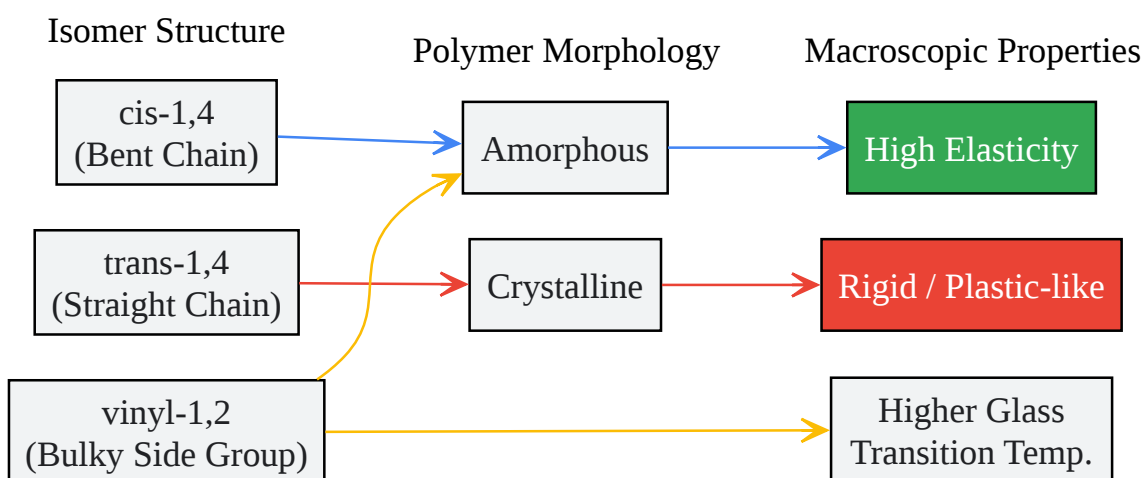 Isomer Structure
Polymer Morphology
Macroscopic Properties
cis-1,4
(Bent Chain)
Amorphous
High Elasticity
trans-1,4
(Straight Chain)
Crystalline
Rigid / Plastic-like
vinyl-1,2
(Bulky Side Group)
Higher Glass
Transition Temp.